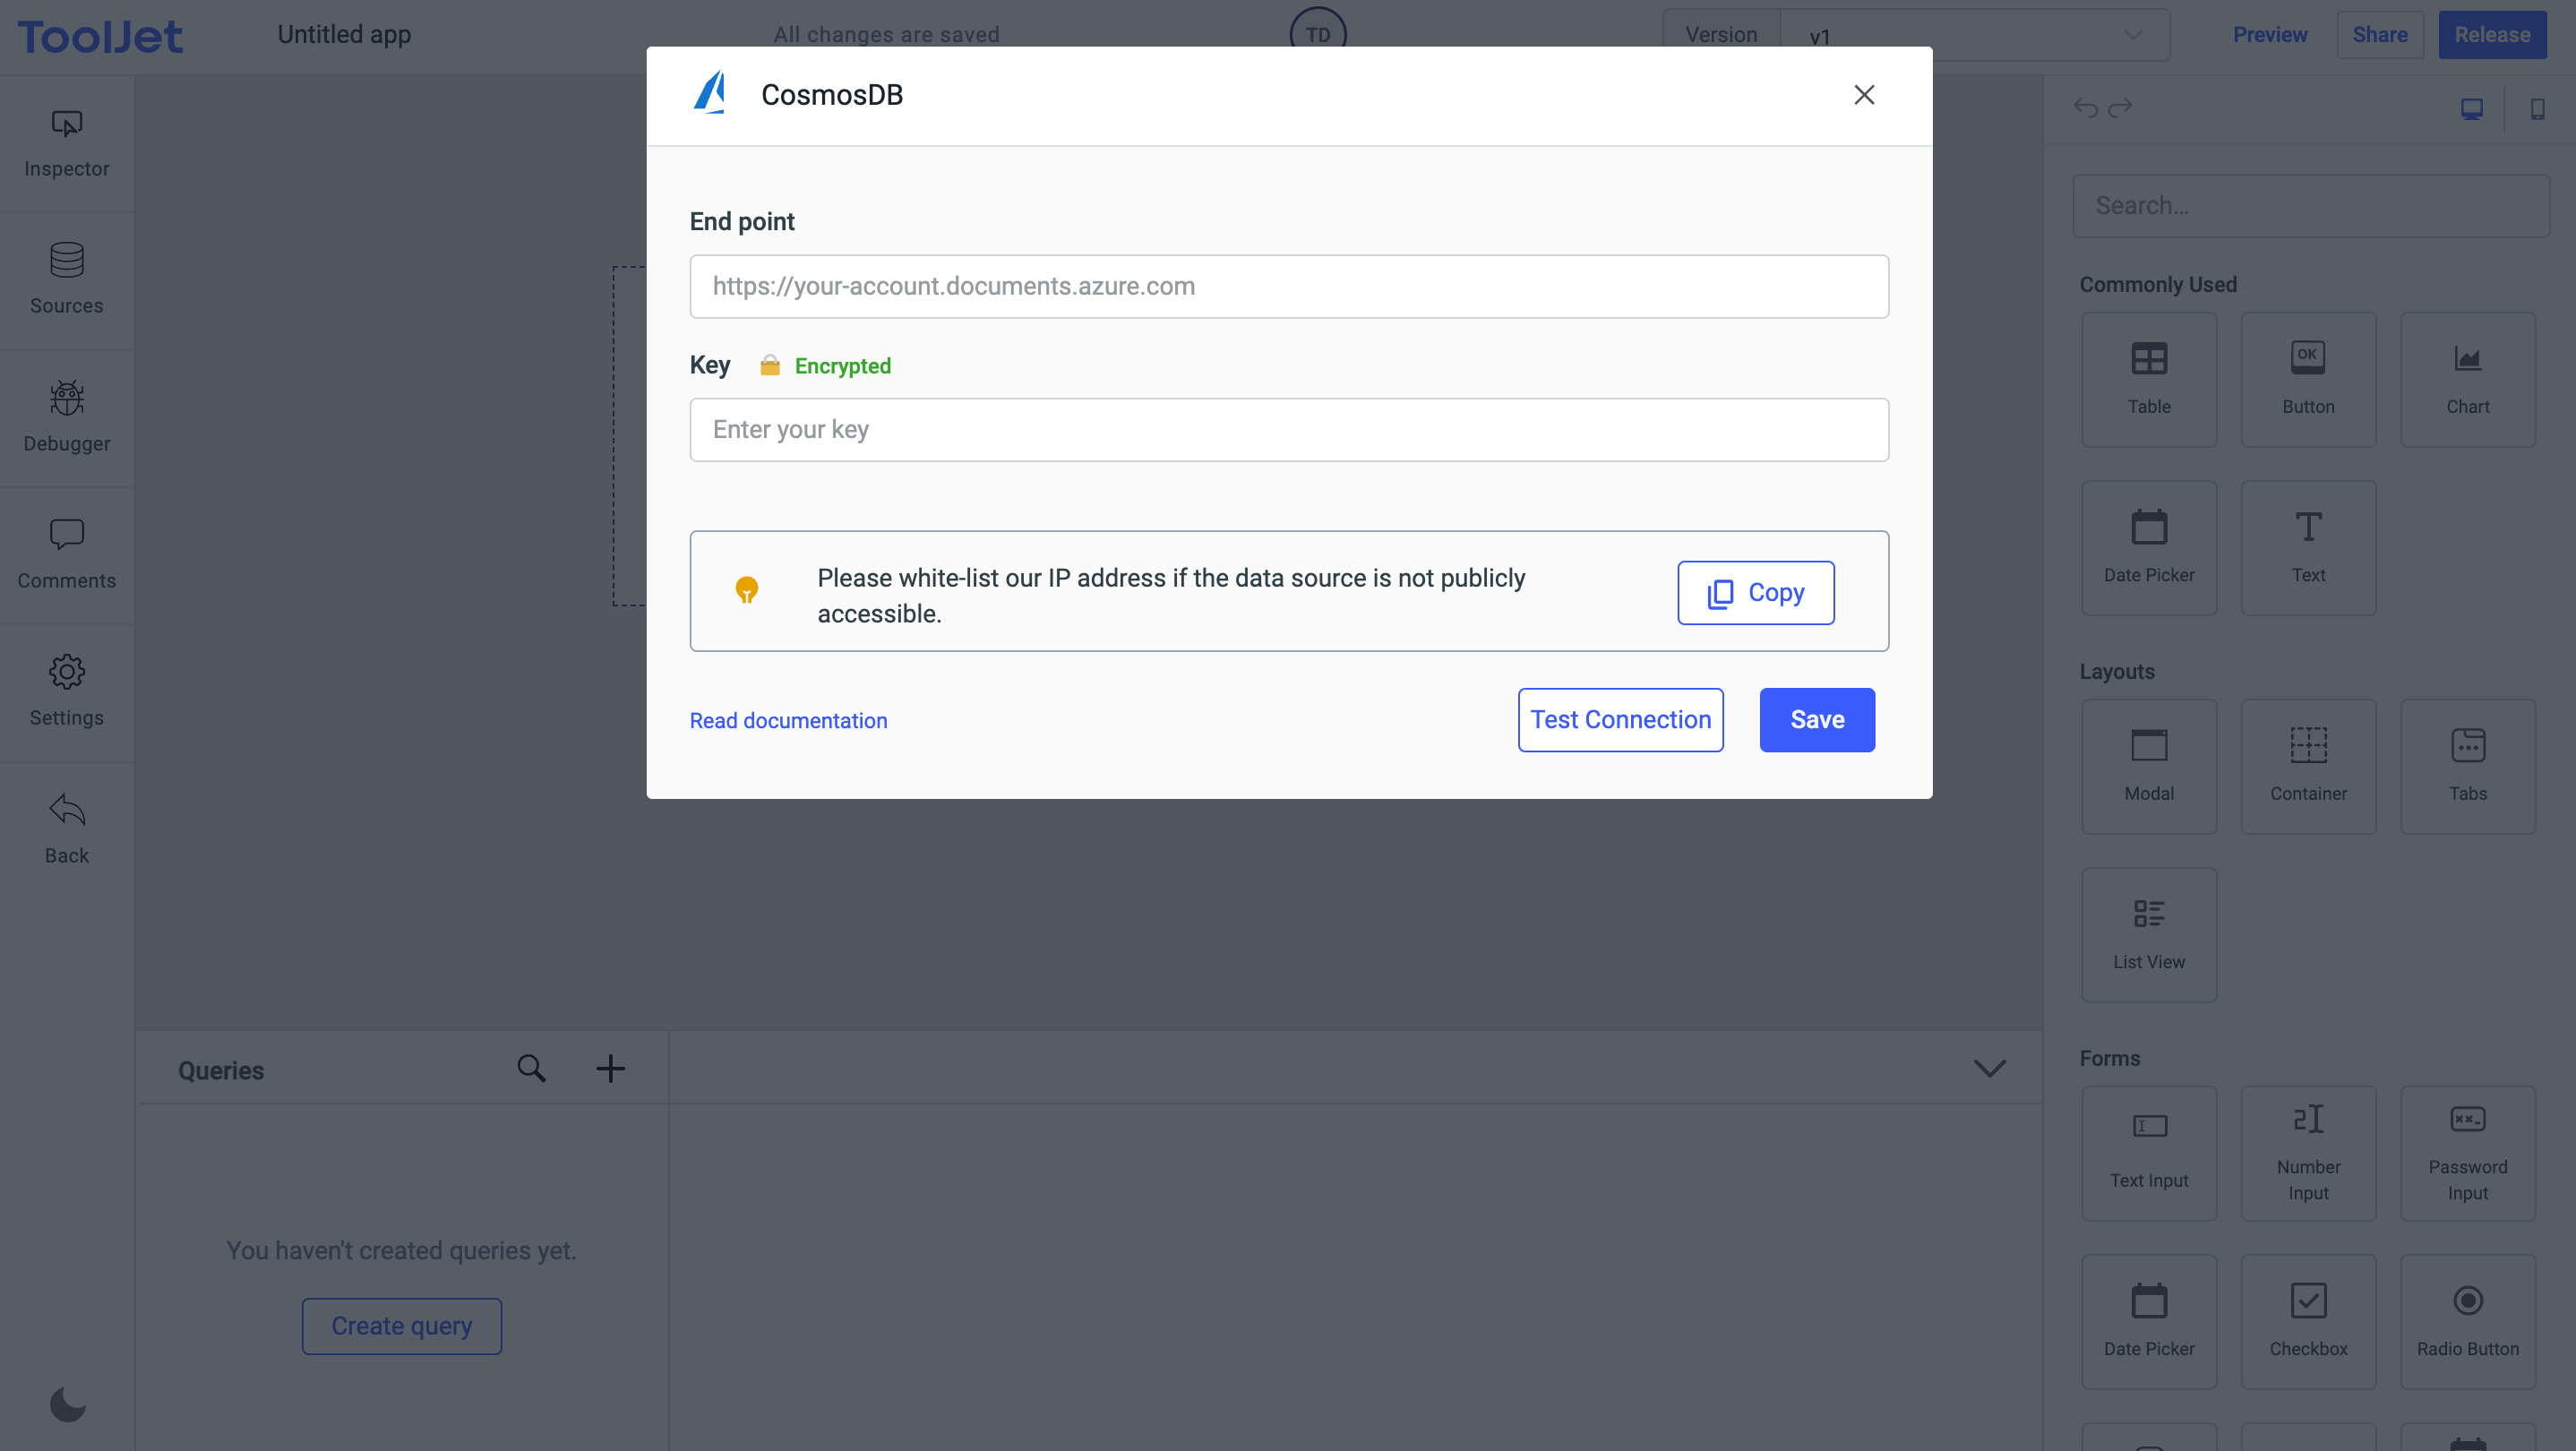 ToolJet
Untitled app
All changes are saved
TD
Version
v1
Preview
Share
Release
Inspector
Sources
Debugger
Comments
Settings
Back
CosmosDB
End point
https://your-account.documents.azure.com
Key
Encrypted
Enter your key
Please white-list our IP address if the data source is not publicly
accessible.
Copy
Read documentation
Test Connection
Save
Queries
You haven't created queries yet.
Create query
Search...
Commonly Used
Table
OK
Button
Chart
Date Picker
Text
Layouts
Modal
Container
Tabs
List View
Forms
Text Input
Number
Input
Password
Input
Date Picker
Checkbox
Radio Button